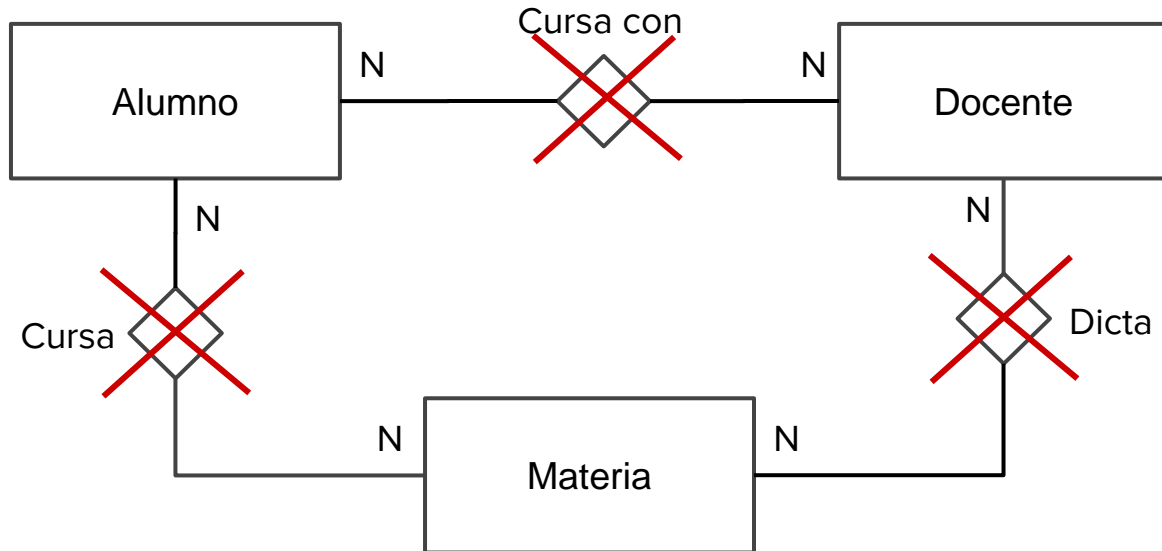 Cursa con
N
N
Alumno
Docente
N
N
Cursa
Dicta
N
N
Materia